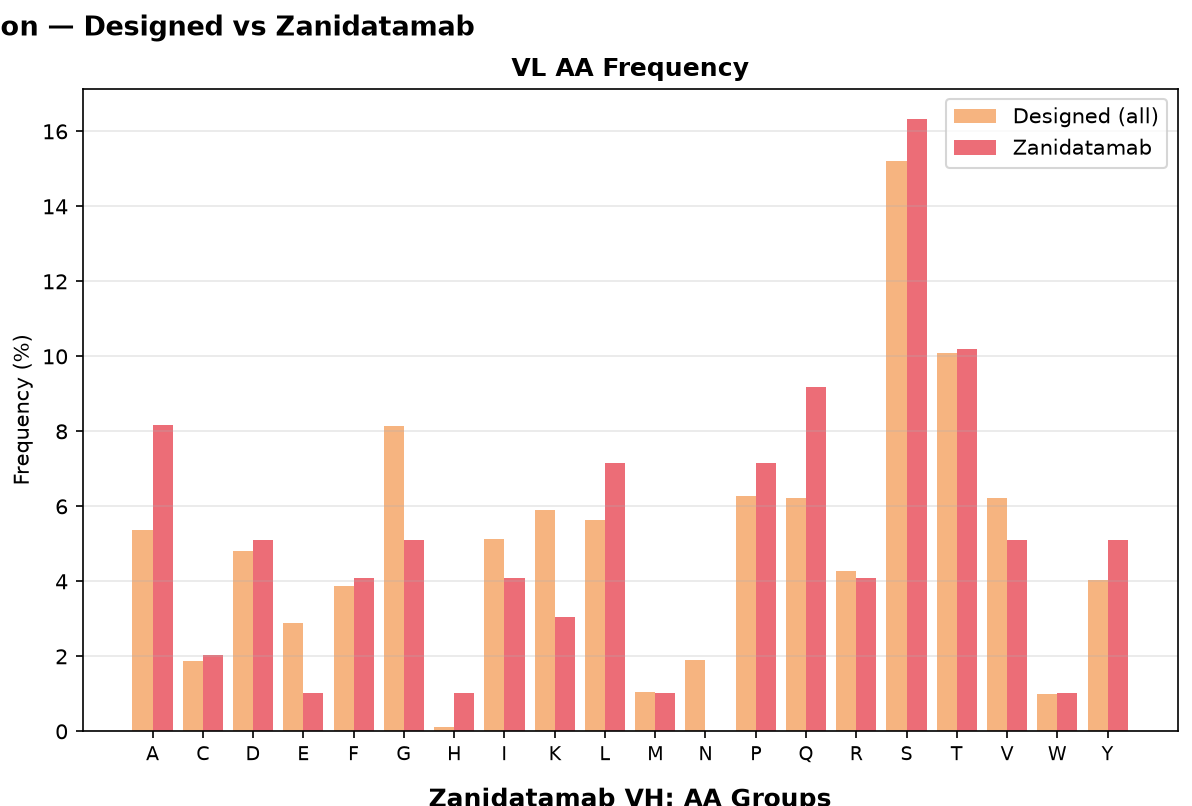 on — Designed vs Zanidatamab
VL AA Frequency
Designed (all)
Zanidatamab
Frequency (%)
16
14
12
10
8
6
4
2
0
A C D E F G H I K L M N P Q R S T V W Y
Zanidatamab VH: AA Groups